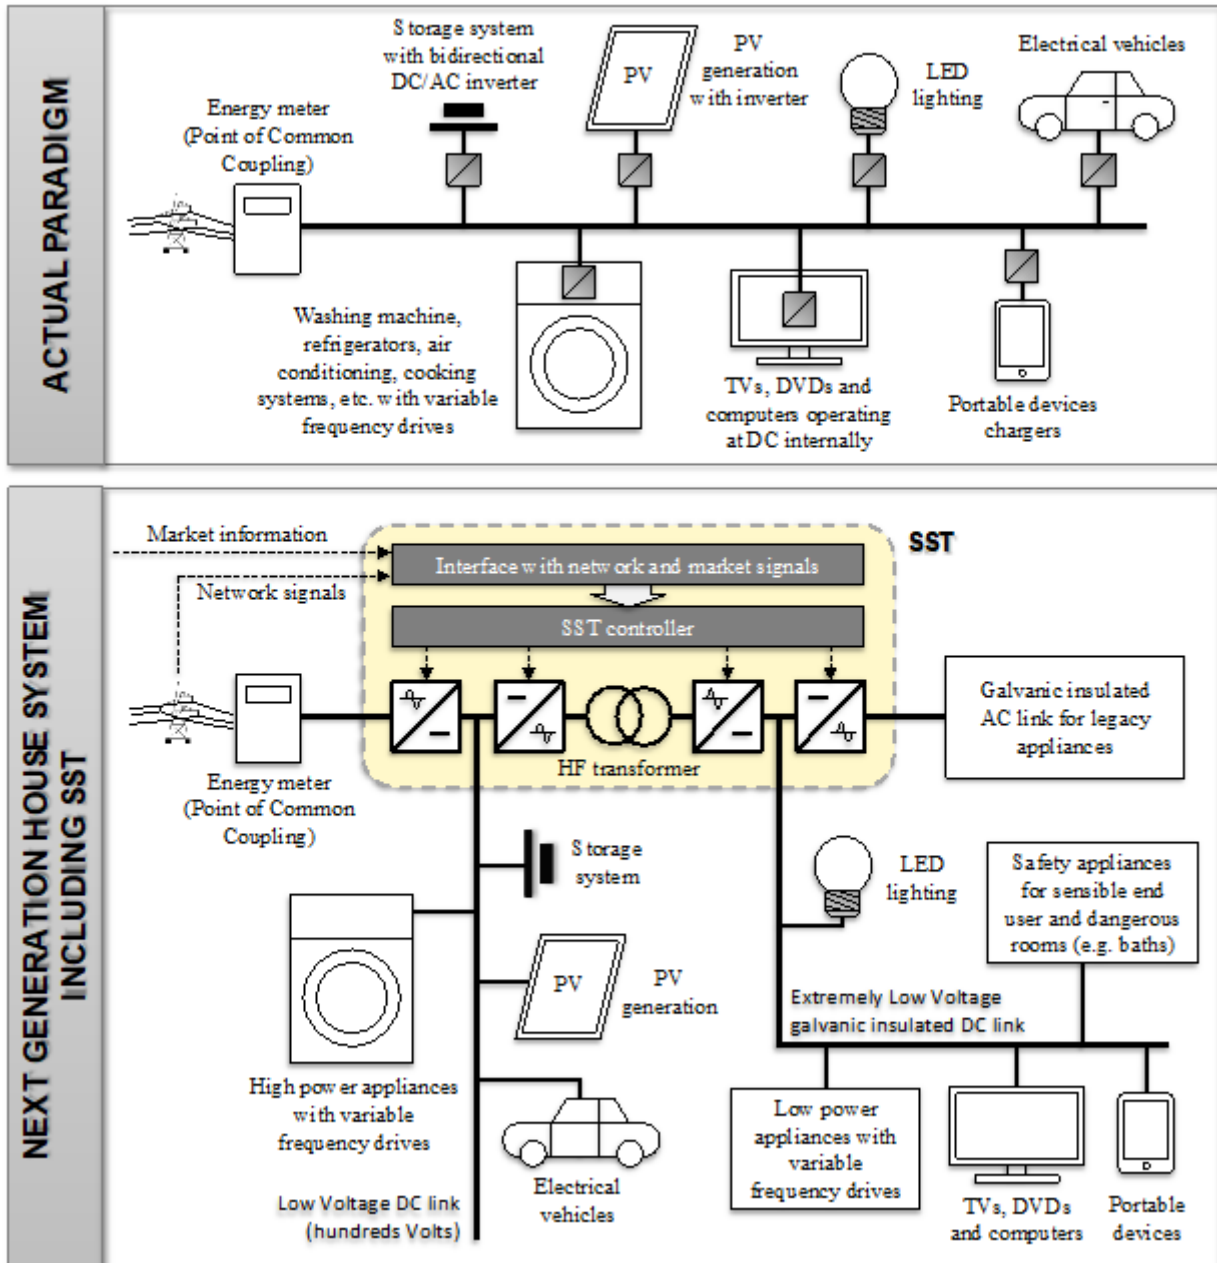 ACTUAL PARADIGM
Storage system
with bidirectional
DC/AC inverter
PV
PV
generation
with inverter
LED
lighting
Electrical vehicles
Energy meter
(Point of Common
Coupling)
Washing machine,
refrigerators, air
conditioning, cooking
systems, etc. with variable
frequency drives
TVs, DVDs and
computers operating
at DC internally
Portable devices
chargers
NEXT GENERATION HOUSE SYSTEM
INCLUDING SST
Market information
Network signals
SST
Interface with network and market signals
SST controller
HF transformer
Energy meter
(Point of Common
Coupling)
Galvanic insulated
AC link for legacy
appliances
Storage
system
LED
lighting
Safety appliances
for sensible end
user and dangerous
rooms (e.g. baths)
PV
PV
generation
Extremely Low Voltage
galvanic insulated DC link
High power appliances
with variable
frequency drives
Electrical
vehicles
Low Voltage DC link
(hundreds Volts)
Low power
appliances with
variable
frequency drives
TVs, DVDs
and computers
Portable
devices